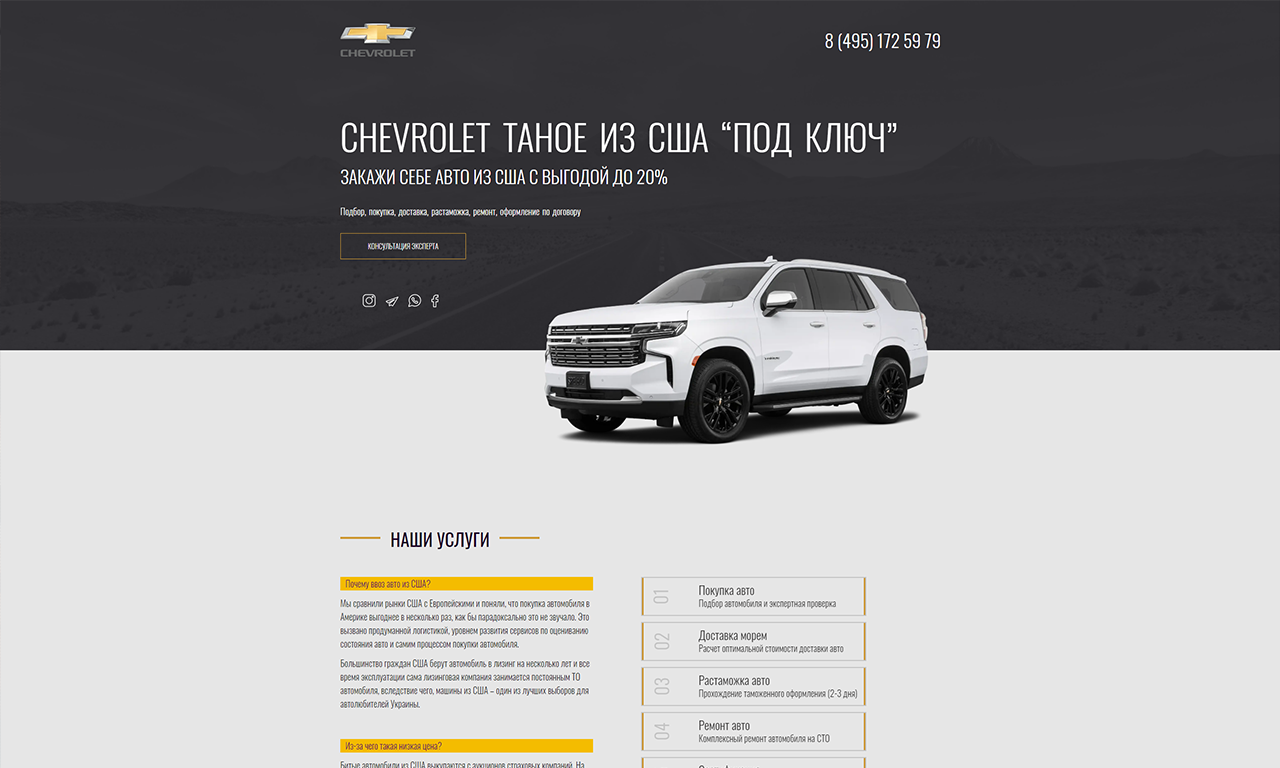 CHEVROLET
8 (495) 172 59 79
CHEVROLET TAHOE ИЗ США “ПОД КЛЮЧ”
ЗАКАЖИ СЕБЕ АВТО ИЗ США С ВЫГОДОЙ ДО 20%
Подбор, покупка, доставка, растаможка, ремонт, оформление по договору
КОНСУЛЬТАЦИЯ ЭКСПЕРТА
НАШИ УСЛУГИ
Почему ввоз авто из США?
Мы сравнили рынки США с Европейскими и поняли, что покупка автомобиля в
Америке выгоднее в несколько раз, как бы парадоксально это не звучало. Это
вызвано продуманной логистикой, уровнем развития сервисов по оцениванию
состояния авто и самим процессом покупки автомобиля.
Большинство граждан США берут автомобиль в лизинг на несколько лет и все
время эксплуатации сама лизинговая компания занимается постоянным ТО
автомобиля, вследствие чего, машины из США – один из лучших выборов для
автолюбителей Украины.
Из-за чего такая низкая цена?
Битые автомобили из США выкупаются с аукционов страховых компаний. На
01
Покупка авто
Подбор автомобиля и экспертная проверка
02
Доставка морем
Расчет оптимальной стоимости доставки авто
03
Растаможка авто
Прохождение таможенного оформления (2-3 дня)
04
Ремонт авто
Комплексный ремонт автомобиля на СТО